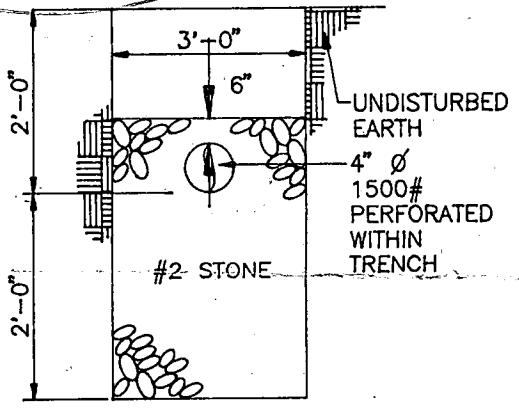 3'-0"
6"
2'-0"
UNDISTURBED
EARTH
4" Ø
1500#
PERFORATED
WITHIN
TRENCH
#2 STONE
2'-0"